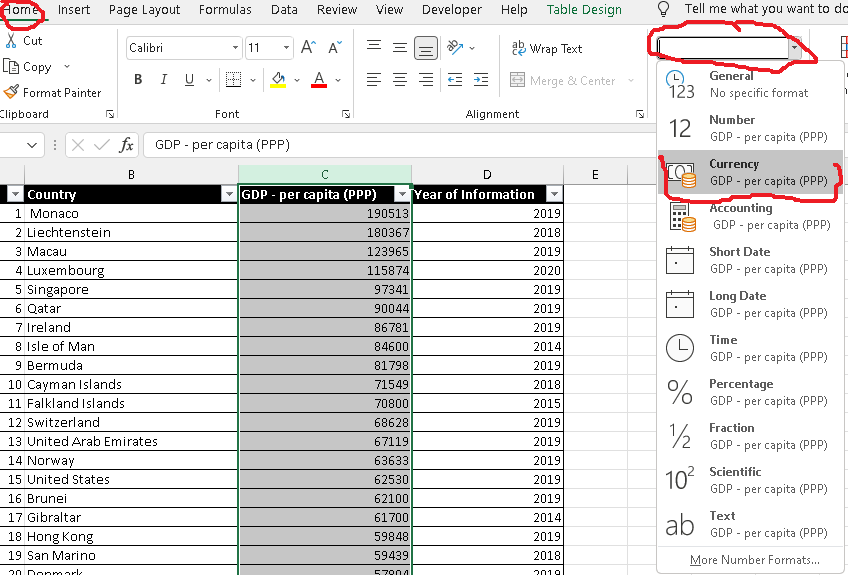 Home Insert Page Layout Formulas Data Review View Developer Help Table Design Tell me what you want to do
Cut
Copy
Format Painter
Clipboard
Calibri 11 A^ Aˇ
B I U A
Font
ab Wrap Text
Merge & Center
Alignment
fx GDP - per capita (PPP)
B C D E
Country GDP - per capita (PPP) Year of Information
1 Monaco 190513 2019
2 Liechtenstein 180367 2018
3 Macau 123965 2019
4 Luxembourg 115874 2020
5 Singapore 97341 2019
6 Qatar 90044 2019
7 Ireland 86781 2019
8 Isle of Man 84600 2014
9 Bermuda 81798 2019
10 Cayman Islands 71549 2018
11 Falkland Islands 70800 2015
12 Switzerland 68628 2019
13 United Arab Emirates 67119 2019
14 Norway 63633 2019
15 United States 62530 2019
16 Brunei 62100 2019
17 Gibraltar 61700 2014
18 Hong Kong 59848 2019
19 San Marino 59439 2018
20 Denmark 57804 2019
123 General
No specific format
12 Number
GDP - per capita (PPP)
Currency
GDP - per capita (PPP)
Accounting
GDP - per capita (PPP)
Short Date
GDP - per capita (PPP)
Long Date
GDP - per capita (PPP)
Time
GDP - per capita (PPP)
% Percentage
GDP - per capita (PPP)
½ Fraction
GDP - per capita (PPP)
10² Scientific
GDP - per capita (PPP)
ab Text
GDP - per capita (PPP)
More Number Formats...